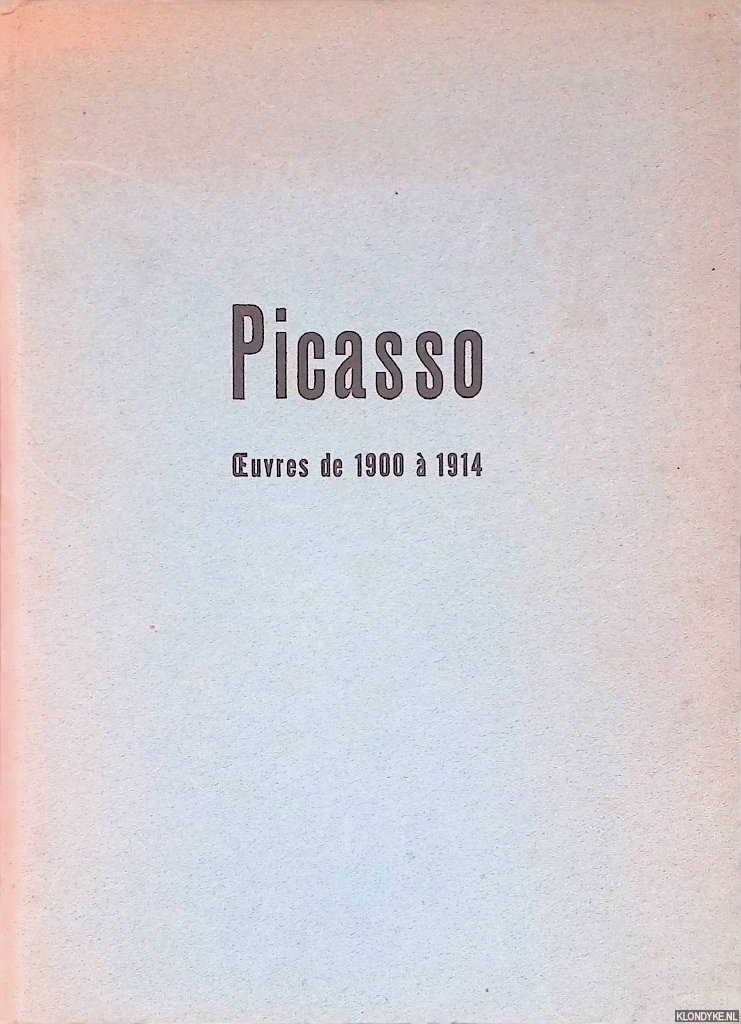 Picasso
Œuvres de 1900 à 1914
KLONDYKE.NL